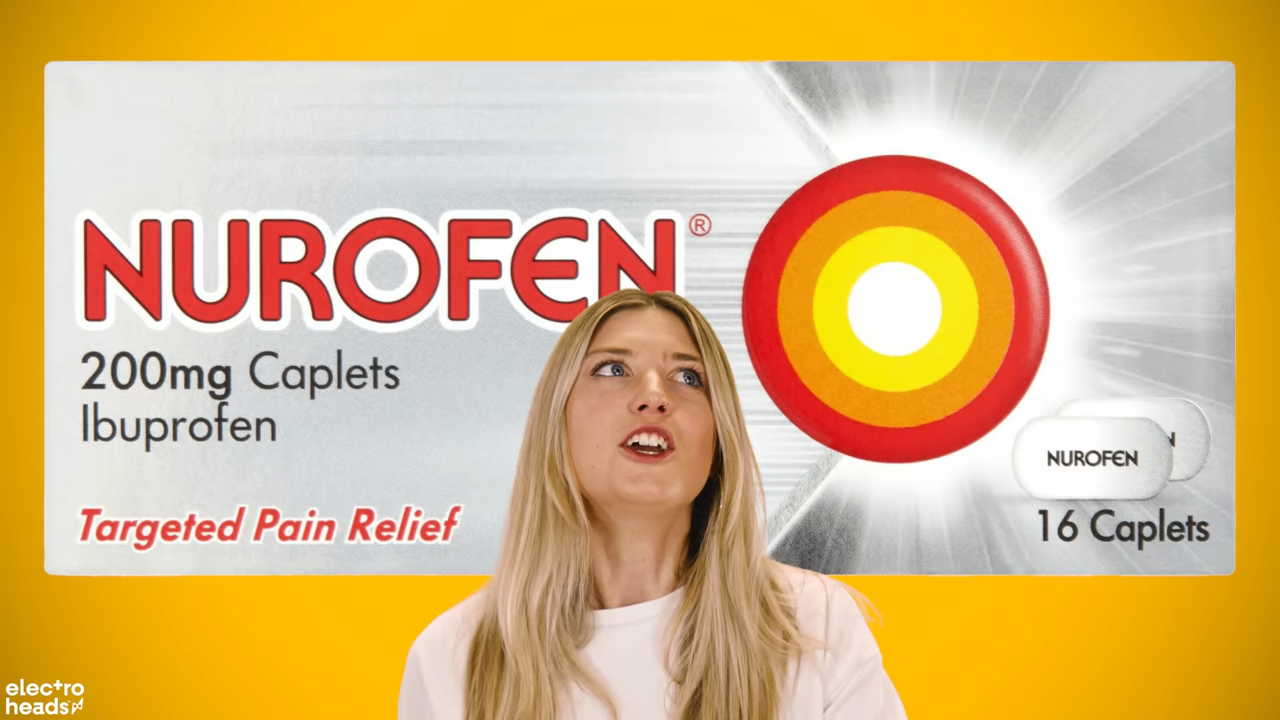 NUROFEN®
200mg Caplets
Ibuprofen
Targeted Pain Relief
NUROFEN
N
16 Caplets
electro
heads